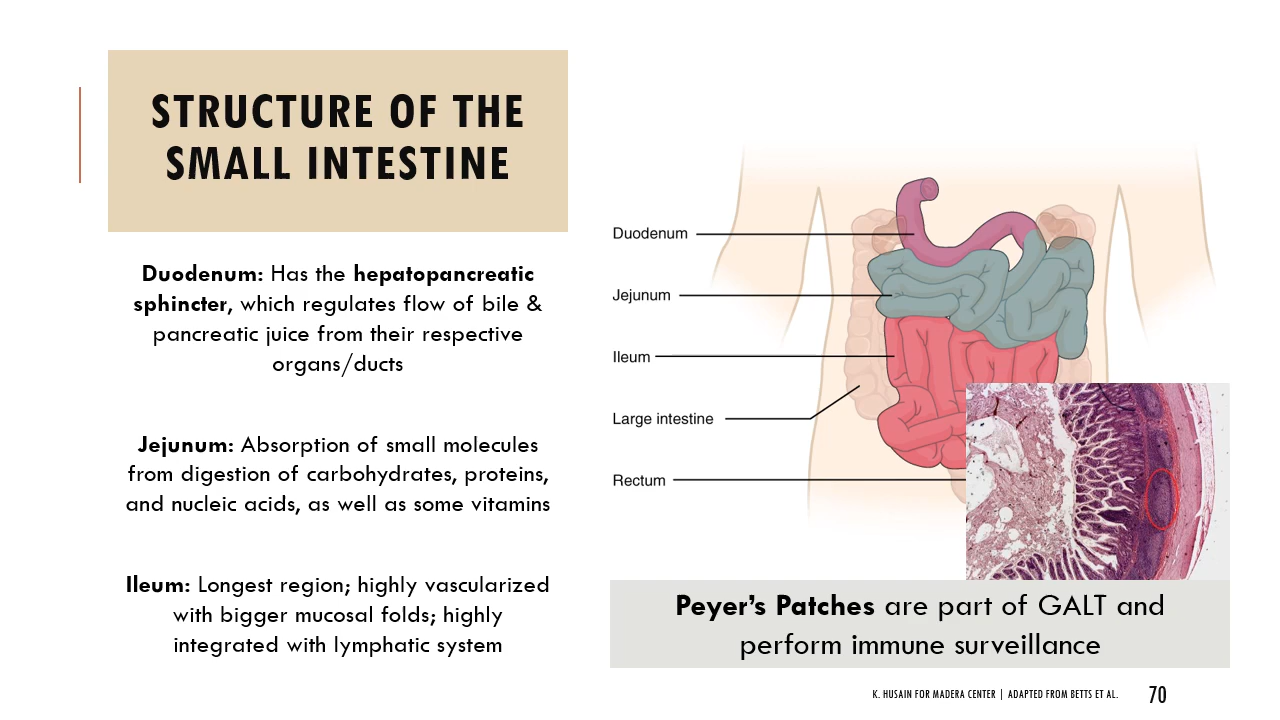 STRUCTURE OF THE
SMALL INTESTINE
Duodenum: Has the hepatopancreatic
sphincter, which regulates flow of bile &
pancreatic juice from their respective
organs/ducts
Jejunum: Absorption of small molecules
from digestion of carbohydrates, proteins,
and nucleic acids, as well as some vitamins
Ileum: Longest region; highly vascularized
with bigger mucosal folds; highly
integrated with lymphatic system
Duodenum
Jejunum
Ileum
Large intestine
Rectum
Peyer’s Patches are part of GALT and
perform immune surveillance
K. HUSAIN FOR MADERA CENTER | ADAPTED FROM BETTS ET AL.
70